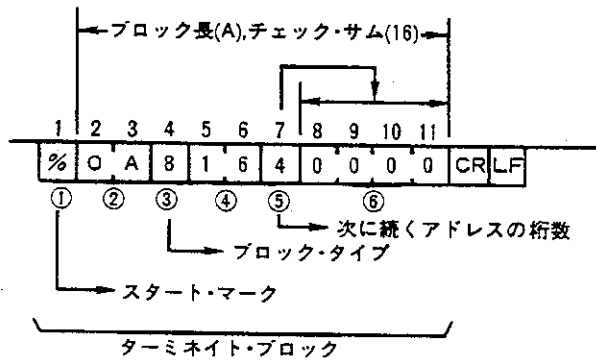 ブロック長(A),チェック・サム(16)
1 2 3 4 5 6 7 8 9 10 11
% 0 A 8 1 6 4 0 0 0 0 CR LF
① ② ③ ④ ⑤ ⑥
次に続くアドレスの桁数
ブロック・タイプ
スタート・マーク
ターミネイト・ブロック